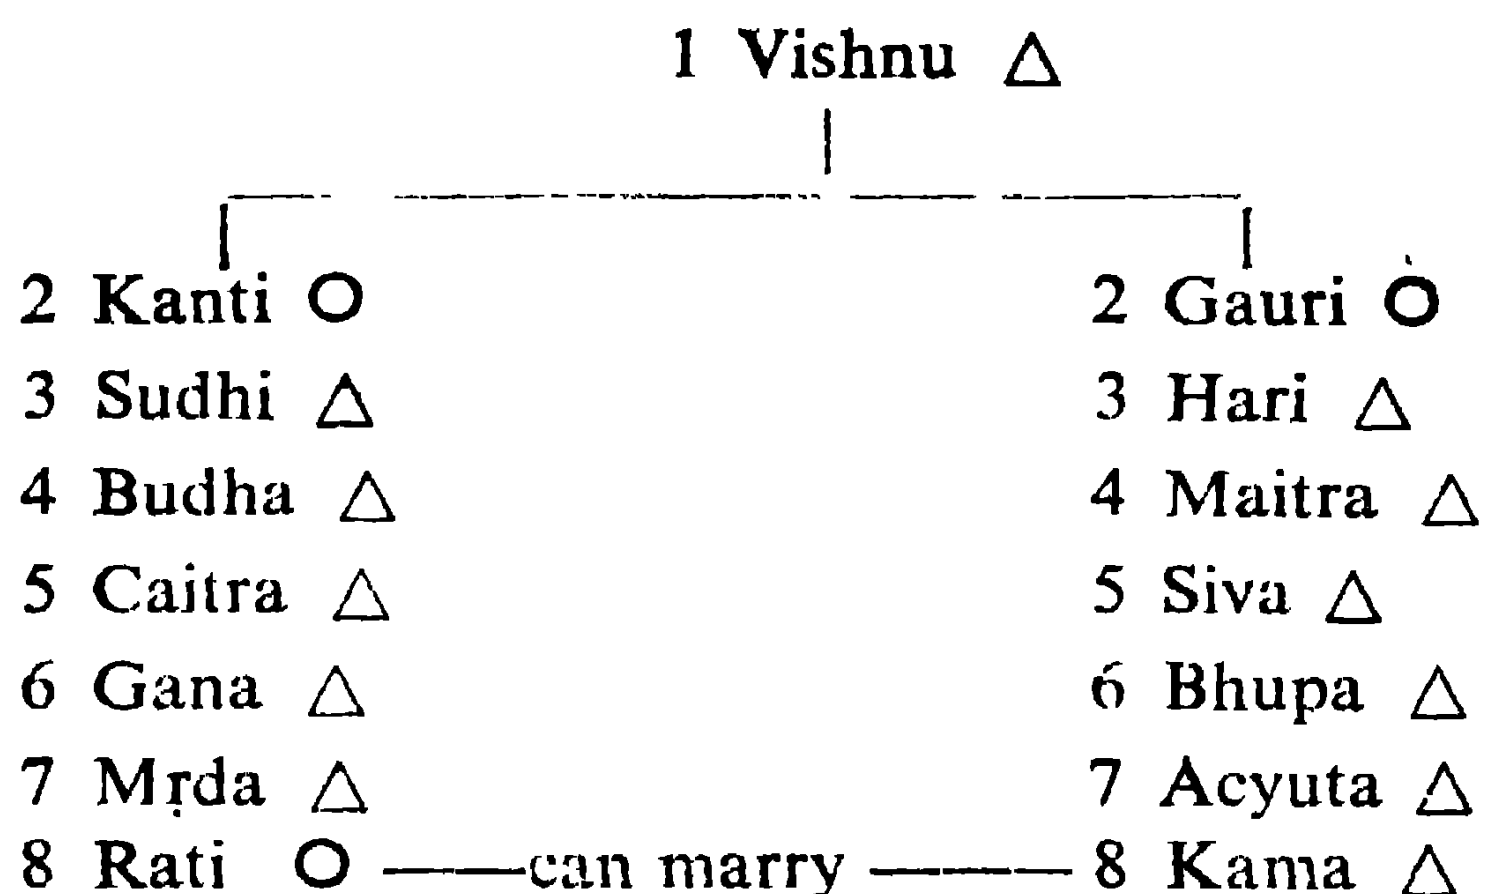 1 Vishnu △
2 Kanti O 2 Gauri O
3 Sudhi △ 3 Hari △
4 Budha △ 4 Maitra △
5 Caitra △ 5 Siva △
6 Gana △ 6 Bhupa △
7 Mṛda △ 7 Acyuta △
8 Rati O ——can marry —— 8 Kama △